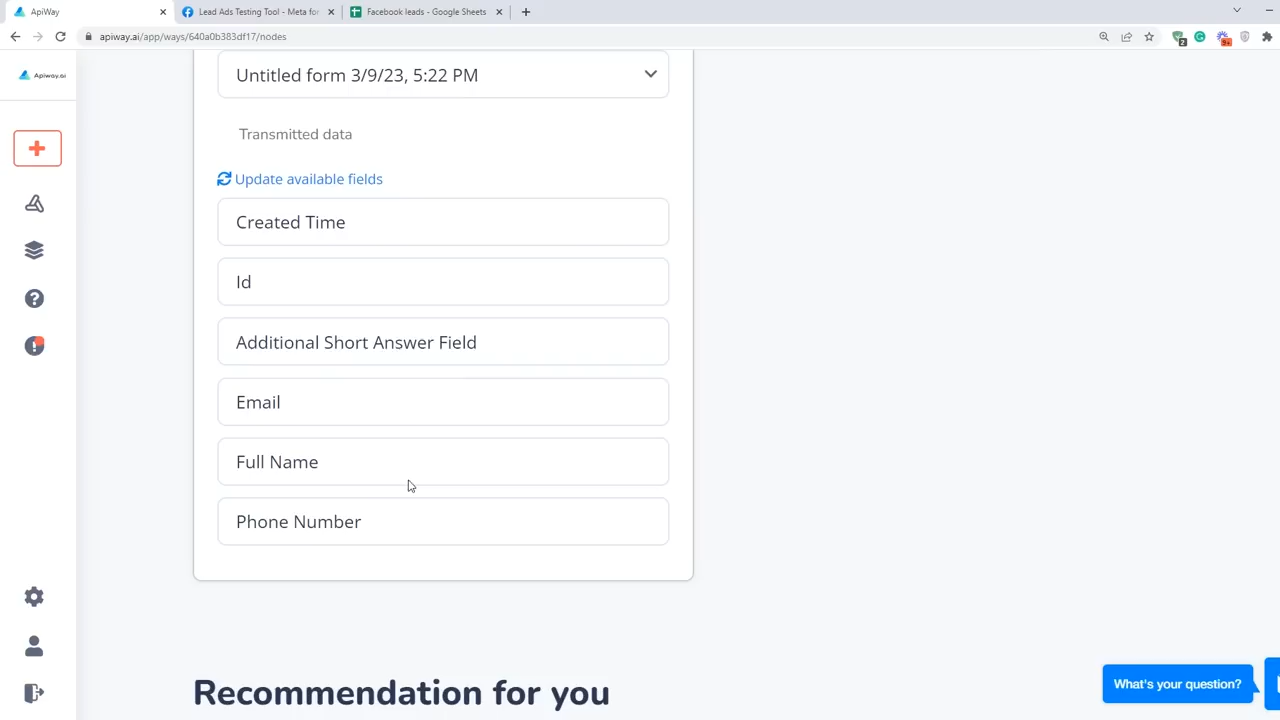 ApiWay
Lead Ads Testing Tool - Meta for
Facebook leads - Google Sheets
apiway.ai/app/ways/640a0b383df17/nodes
2
9+
Apiway.ai
Untitled form 3/9/23, 5:22 PM
Transmitted data
Update available fields
Created Time
Id
Additional Short Answer Field
Email
Full Name
Phone Number
Recommendation for you
What's your question?